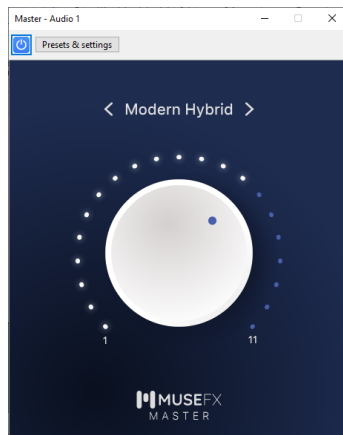 Master - Audio 1
Presets & settings
Modern Hybrid
1 11
MUSEFX
MASTER